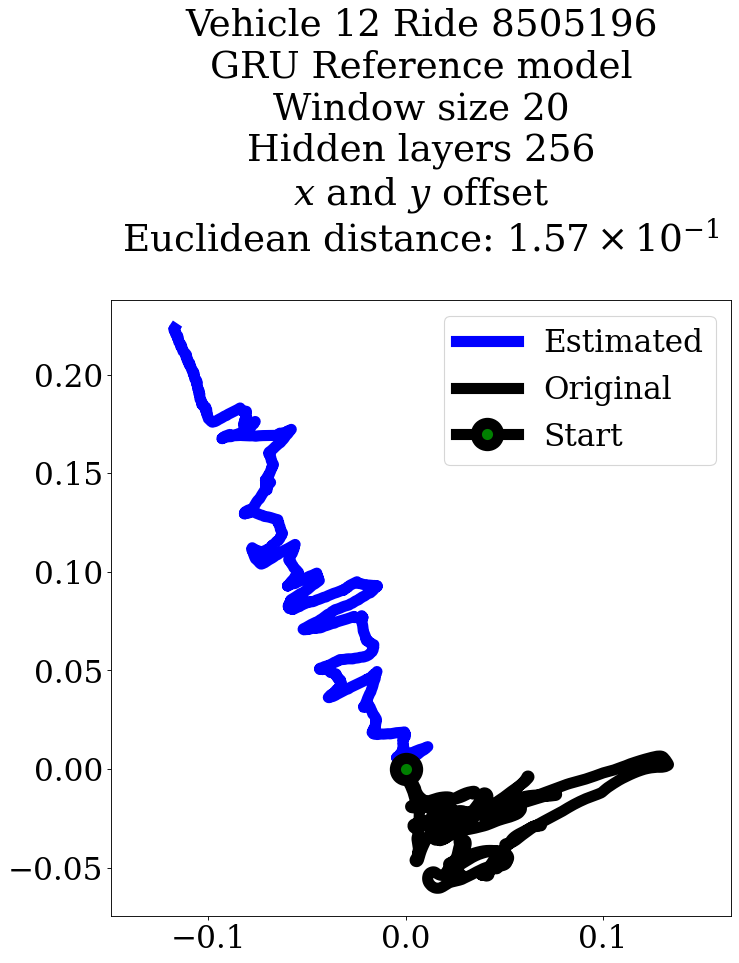 Vehicle 12 Ride 8505196
GRU Reference model
Window size 20
Hidden layers 256
x and y offset
Euclidean distance: 1.57 × 10⁻¹
Estimated
Original
Start
0.20
0.15
0.10
0.05
0.00
−0.05
−0.1
0.0
0.1